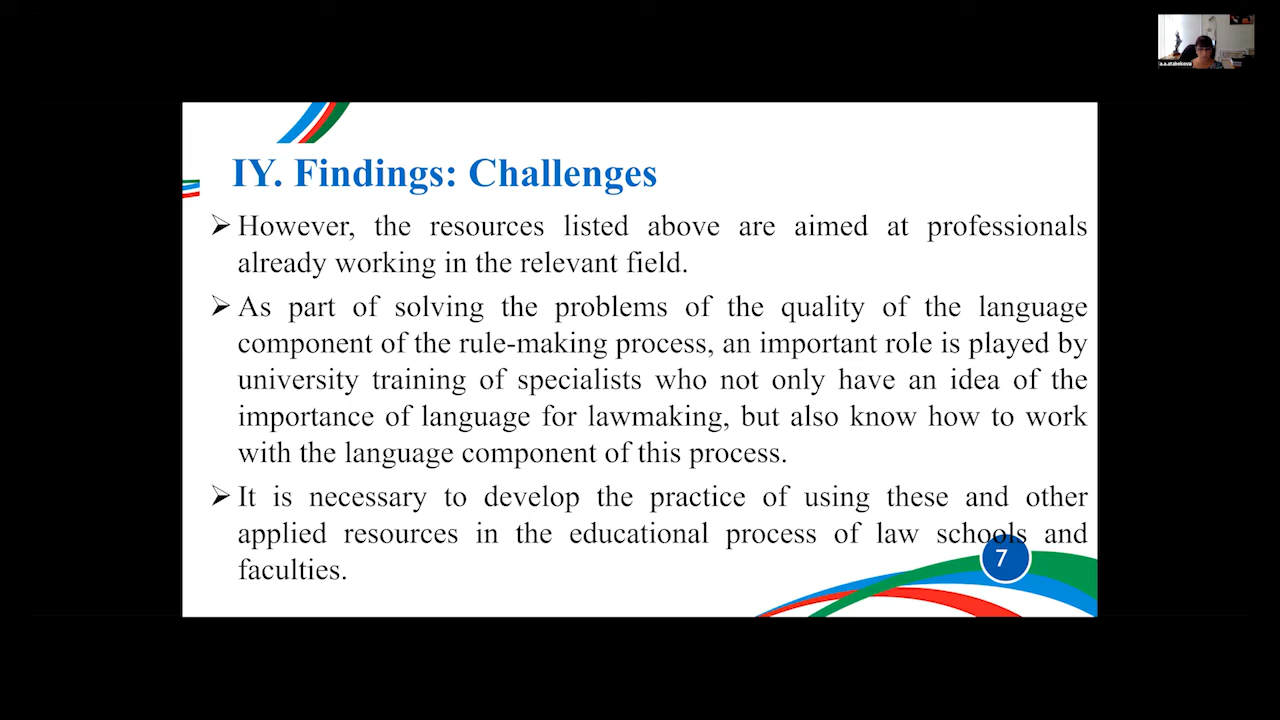 a.a.atabekova
IY. Findings: Challenges
However, the resources listed above are aimed at professionals
already working in the relevant field.
As part of solving the problems of the quality of the language
component of the rule-making process, an important role is played by
university training of specialists who not only have an idea of the
importance of language for lawmaking, but also know how to work
with the language component of this process.
It is necessary to develop the practice of using these and other
applied resources in the educational process of law schools and
faculties.
7